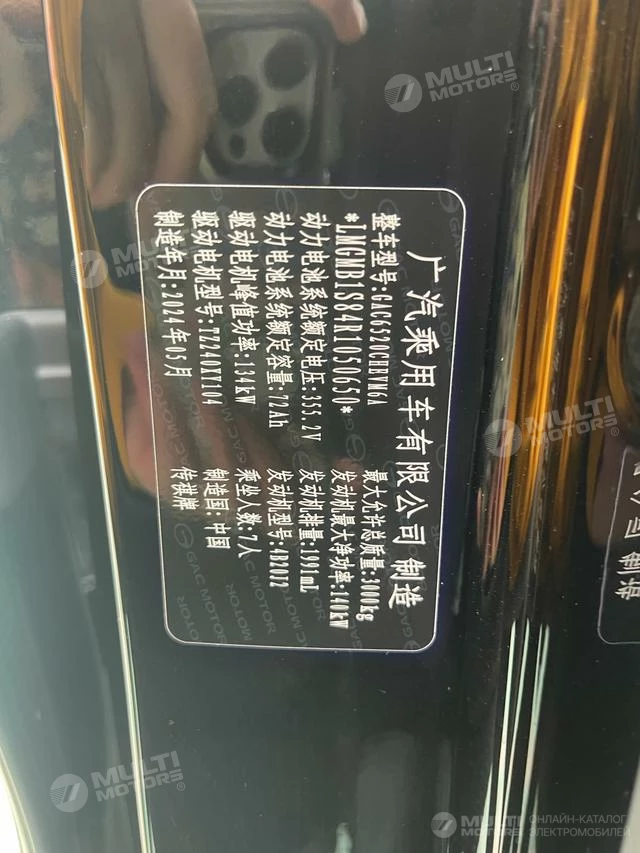 广汽乘用车有限公司 制造
整车型号:GAC6520CHEVM6A 最大允许总质量:3000kg
*LMGMB1S84R1050650* 发动机最大净功率:140kW
动力电池系统额定电压:355.2V 发动机排量:1991mL
动力电池系统额定容量:72Ah 发动机型号:4B20J2
驱动电机峰值功率:134kW 乘坐人数:7人
驱动电机型号:TZ240XY104 制造国:中国
制造年月:2024年05月 传祺牌
GAC MOTOR
MULTI MOTORS
MULTI MOTORS
MULTI MOTORS
MULTI MOTORS
MULTI MOTORS
ОНЛАЙН-КАТАЛОГ
ЭЛЕКТРОМОБИЛЕЙ